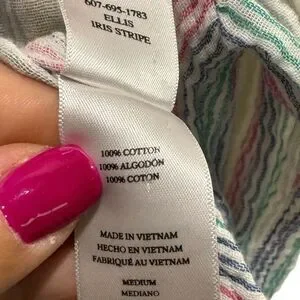 607-695-1783
ELLIS
IRIS STRIPE
100% COTTON
100% ALGODÓN
100% COTON
MADE IN VIETNAM
HECHO EN VIETNAM
FABRIQUÉ AU VIETNAM
MEDIUM
MEDIANO